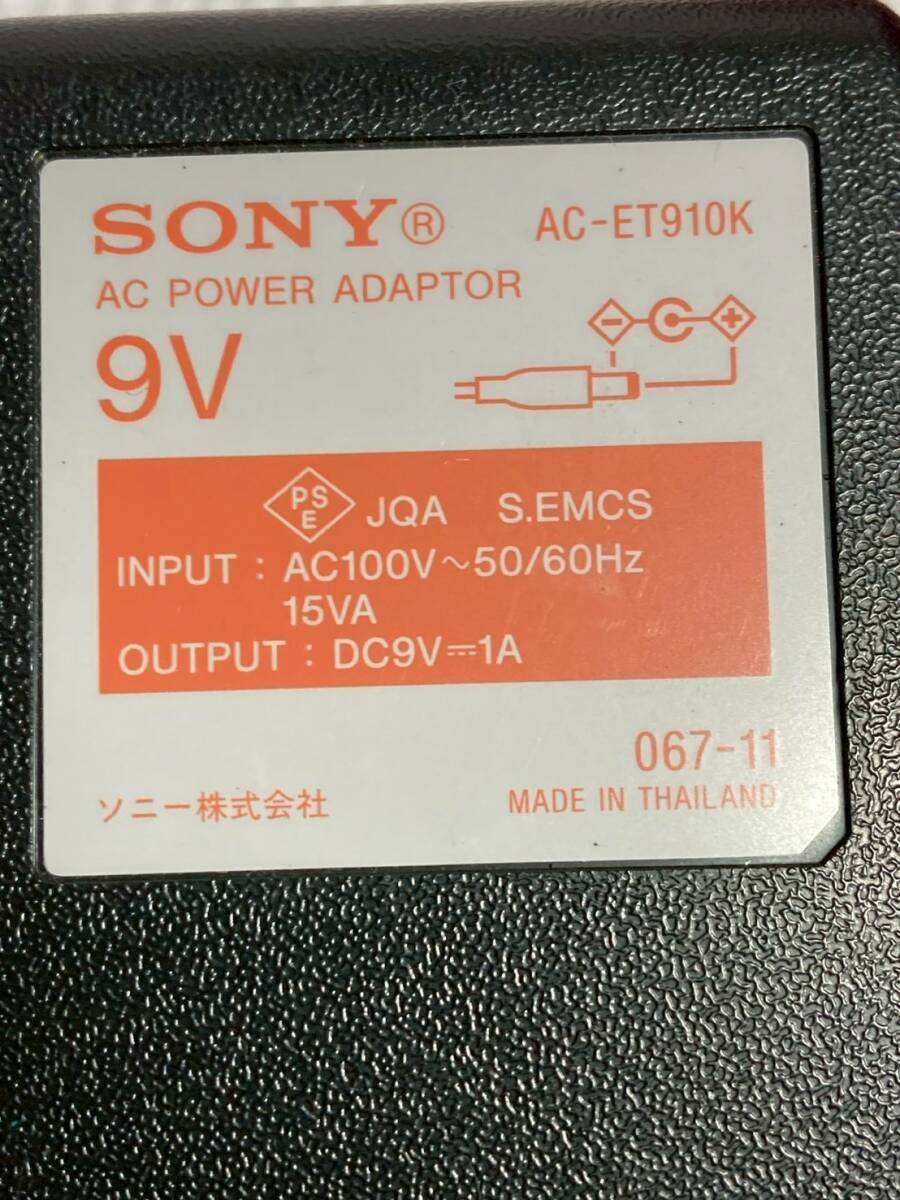 SONY® AC-ET910K
AC POWER ADAPTOR
9V
PSE JQA S.EMCS
INPUT : AC100V～50/60Hz
15VA
OUTPUT : DC9V⎓1A
067-11
ソニー株式会社 MADE IN THAILAND